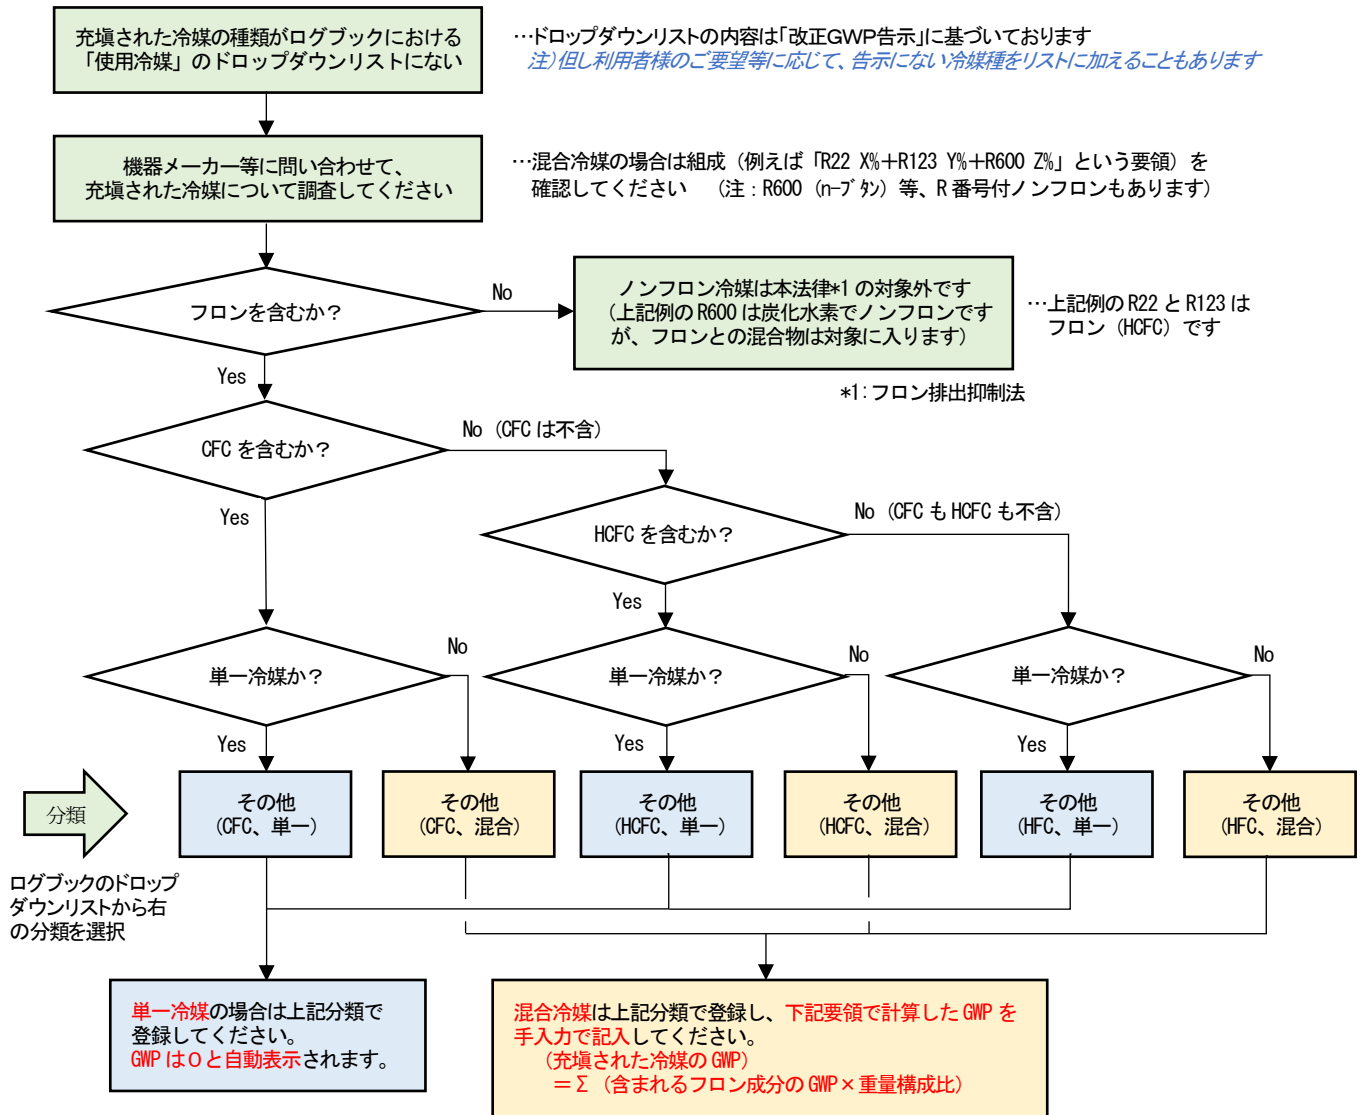 充塡された冷媒の種類がログブックにおける
「使用冷媒」のドロップダウンリストにない
…ドロップダウンリストの内容は「改正GWP告示」に基づいております
注)但し利用者様のご要望等に応じて、告示にない冷媒種をリストに加えることもあります
機器メーカー等に問い合わせて、
充塡された冷媒について調査してください
…混合冷媒の場合は組成（例えば「R22 X%＋R123 Y%＋R600 Z%」という要領）を
確認してください　（注：R600（n-ﾌﾞﾀﾝ）等、R番号付ノンフロンもあります）
フロンを含むか？
No
ノンフロン冷媒は本法律*1の対象外です
（上記例のR600は炭化水素でノンフロンです
が、フロンとの混合物は対象に入ります）
…上記例のR22とR123は
フロン（HCFC）です
Yes
*1：フロン排出抑制法
CFCを含むか？
No（CFCは不含）
Yes
HCFCを含むか？
No（CFCもHCFCも不含）
Yes
単一冷媒か？
No
単一冷媒か？
No
単一冷媒か？
No
Yes
Yes
Yes
分類
その他
（CFC、単一）
その他
（CFC、混合）
その他
（HCFC、単一）
その他
（HCFC、混合）
その他
（HFC、単一）
その他
（HFC、混合）
ログブックのドロップ
ダウンリストから右
の分類を選択
単一冷媒の場合は上記分類で
登録してください。
GWPは０と自動表示されます。
混合冷媒は上記分類で登録し、下記要領で計算したGWPを
手入力で記入してください。
（充塡された冷媒のGWP）
＝Σ（含まれるフロン成分のGWP×重量構成比）